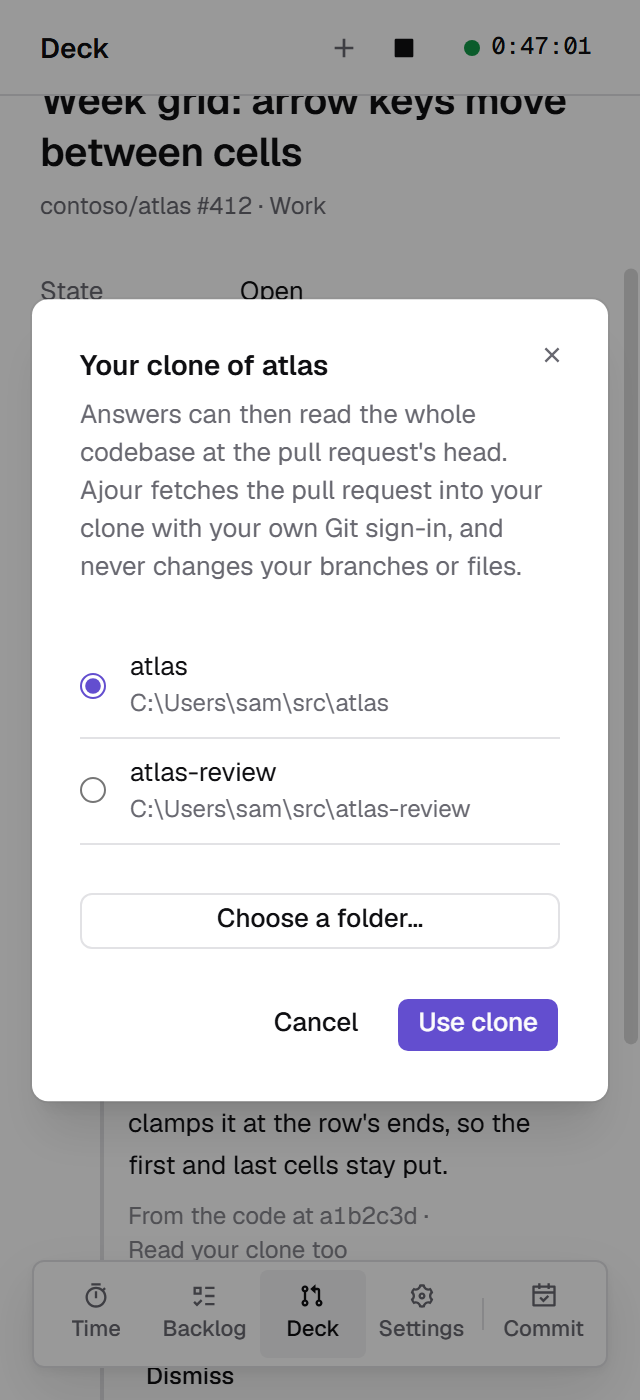 Deck
0:47:01
Week grid: arrow keys move
between cells
contoso/atlas #412 · Work
State Open
Your clone of atlas
Answers can then read the whole
codebase at the pull request's head.
Ajour fetches the pull request into your
clone with your own Git sign-in, and
never changes your branches or files.
atlas
C:\Users\sam\src\atlas
atlas-review
C:\Users\sam\src\atlas-review
Choose a folder…
Cancel
Use clone
clamps it at the row's ends, so the
first and last cells stay put.
From the code at a1b2c3d ·
Read your clone too
Time
Backlog
Deck
Settings
Commit
Dismiss